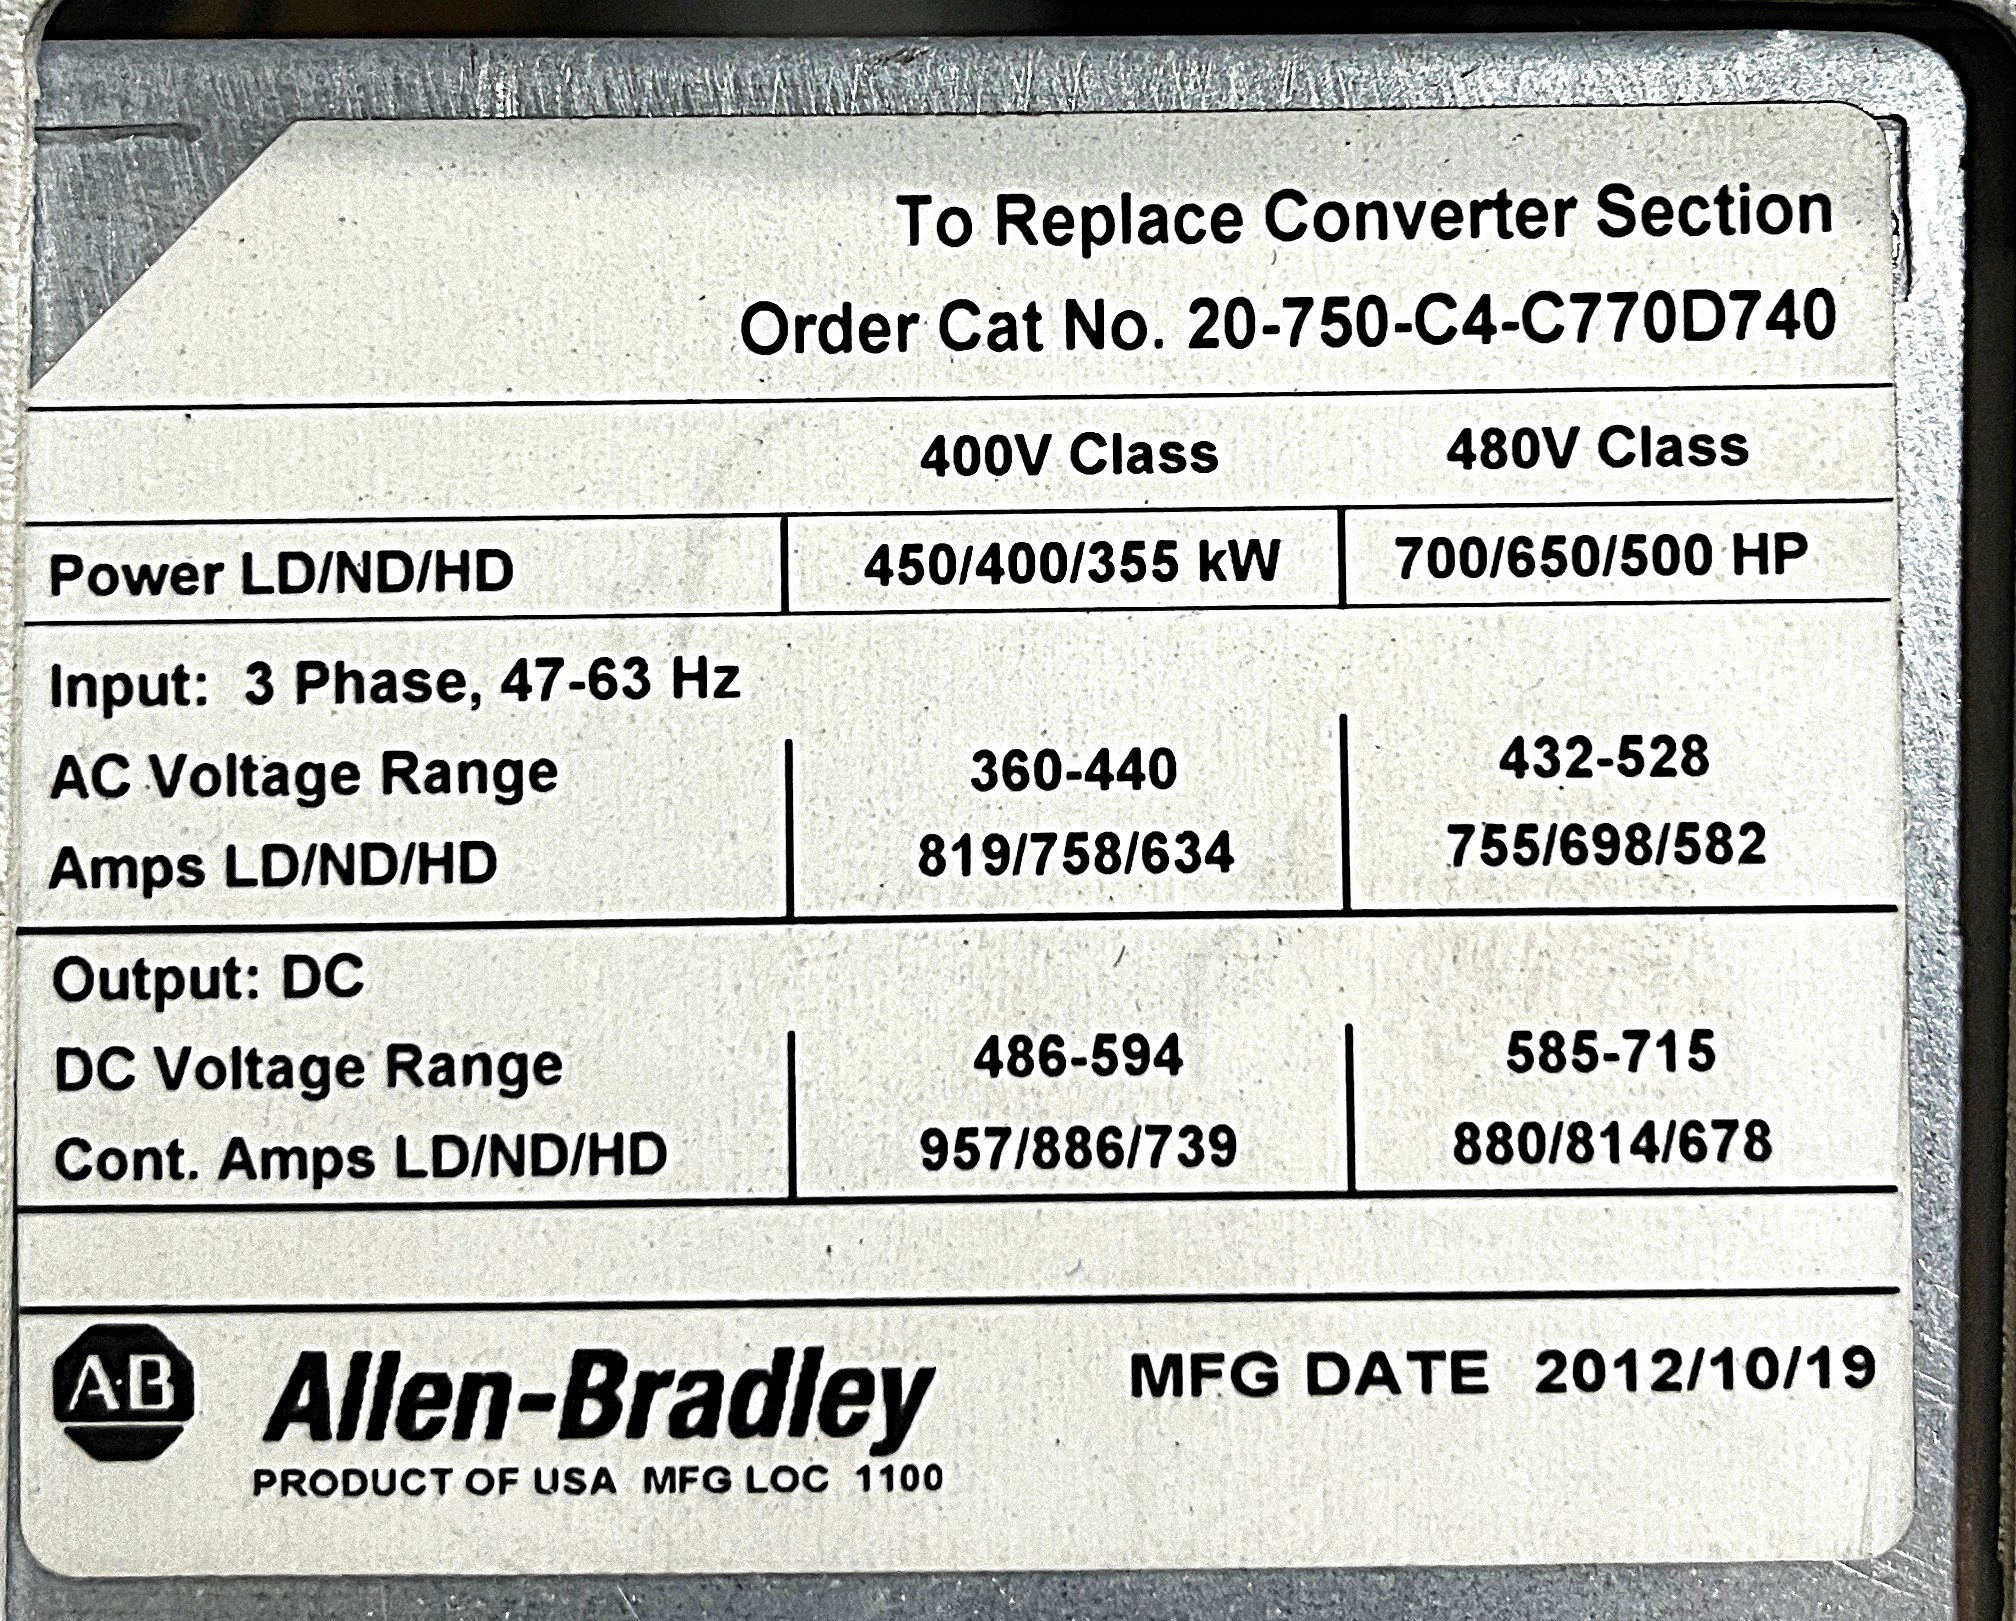 To Replace Converter Section
Order Cat No. 20-750-C4-C770D740
400V Class 480V Class
Power LD/ND/HD 450/400/355 kW 700/650/500 HP
Input: 3 Phase, 47-63 Hz
AC Voltage Range 360-440 432-528
Amps LD/ND/HD 819/758/634 755/698/582
Output: DC
DC Voltage Range 486-594 585-715
Cont. Amps LD/ND/HD 957/886/739 880/814/678
A·B Allen-Bradley MFG DATE 2012/10/19
PRODUCT OF USA MFG LOC 1100